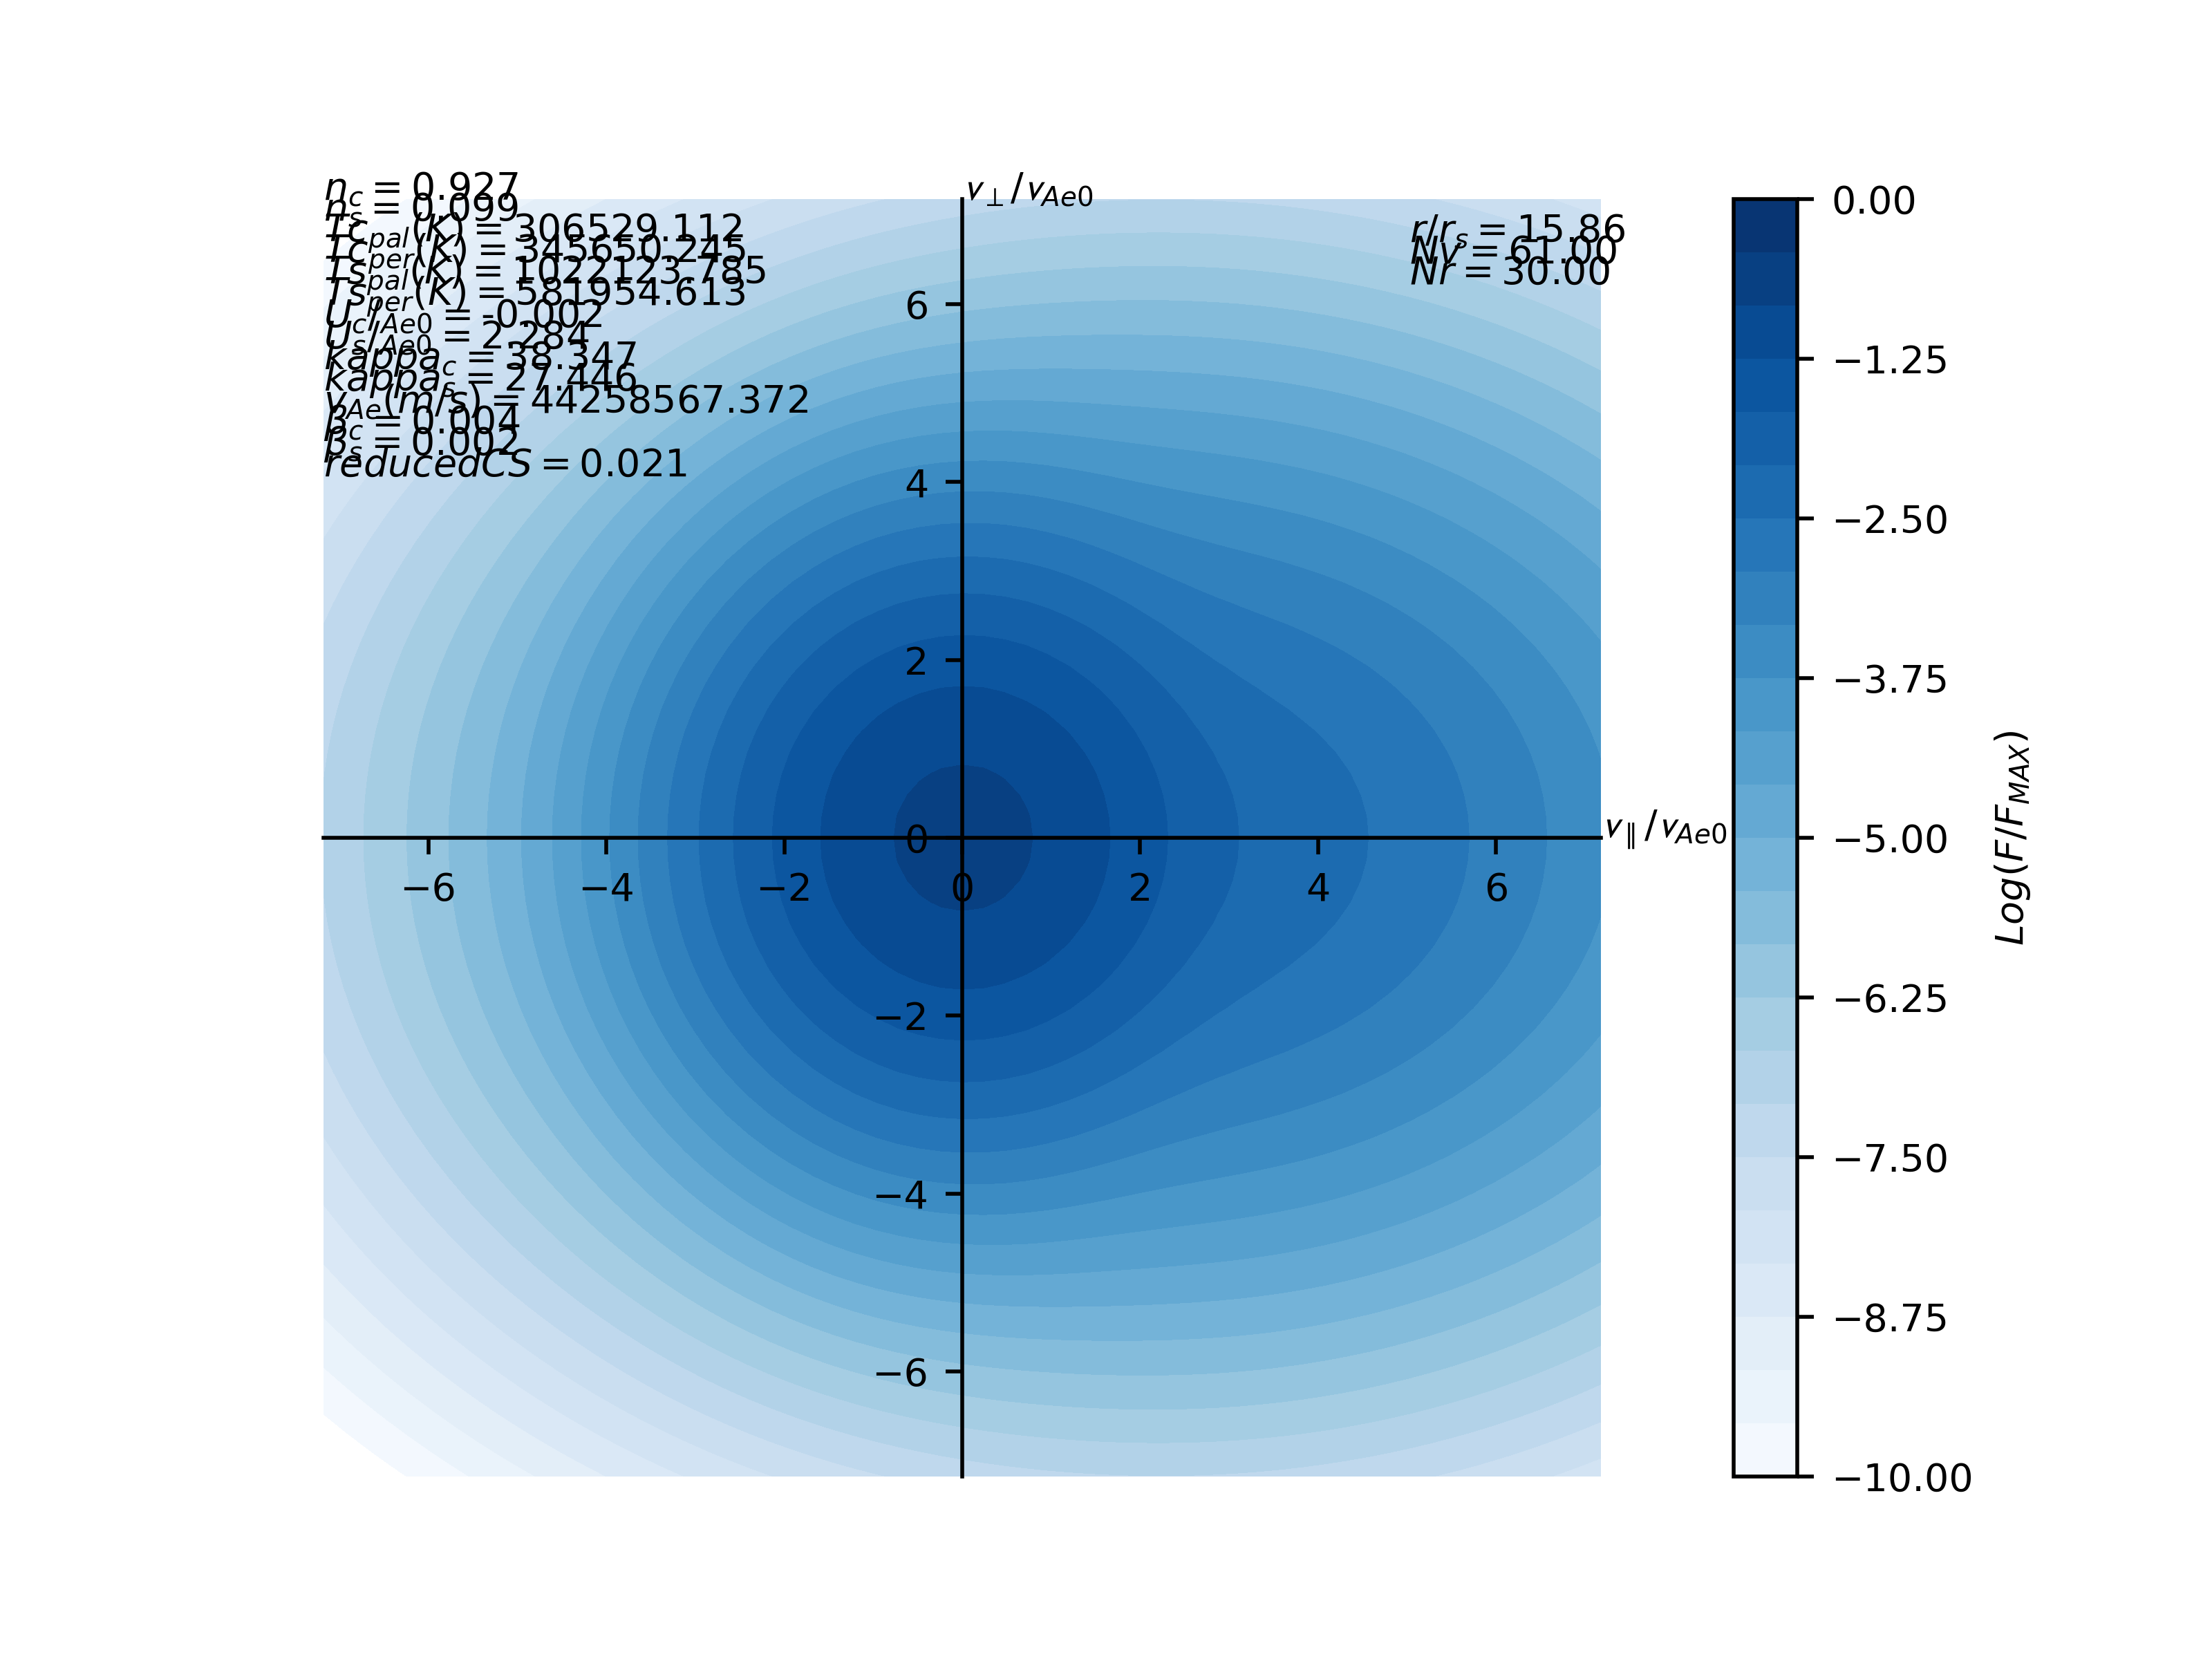 n_c = 0.927
n_s = 0.099
Tc_pal(K) = 306529.112
Tc_per(K) = 345650.245
Ts_pal(K) = 1022123.785
Ts_per(K) = 581954.613
U_c/Ae0 = -0.002
U_s/Ae0 = 2.284
kappa_c = 38.347
kappa_s = 27.446
v_Ae(m/s) = 44258567.372
β_c = 0.004
β_s = 0.002
reducedCS = 0.021
v_⊥/v_Ae0
r/r_s = 15.86
Nv = 61.00
Nr = 30.00
6
4
2
0
−2
−4
−6
−6
−4
−2
0
2
4
6
v_∥/v_Ae0
0.00
−1.25
−2.50
−3.75
−5.00
−6.25
−7.50
−8.75
−10.00
Log(F/F_MAX)